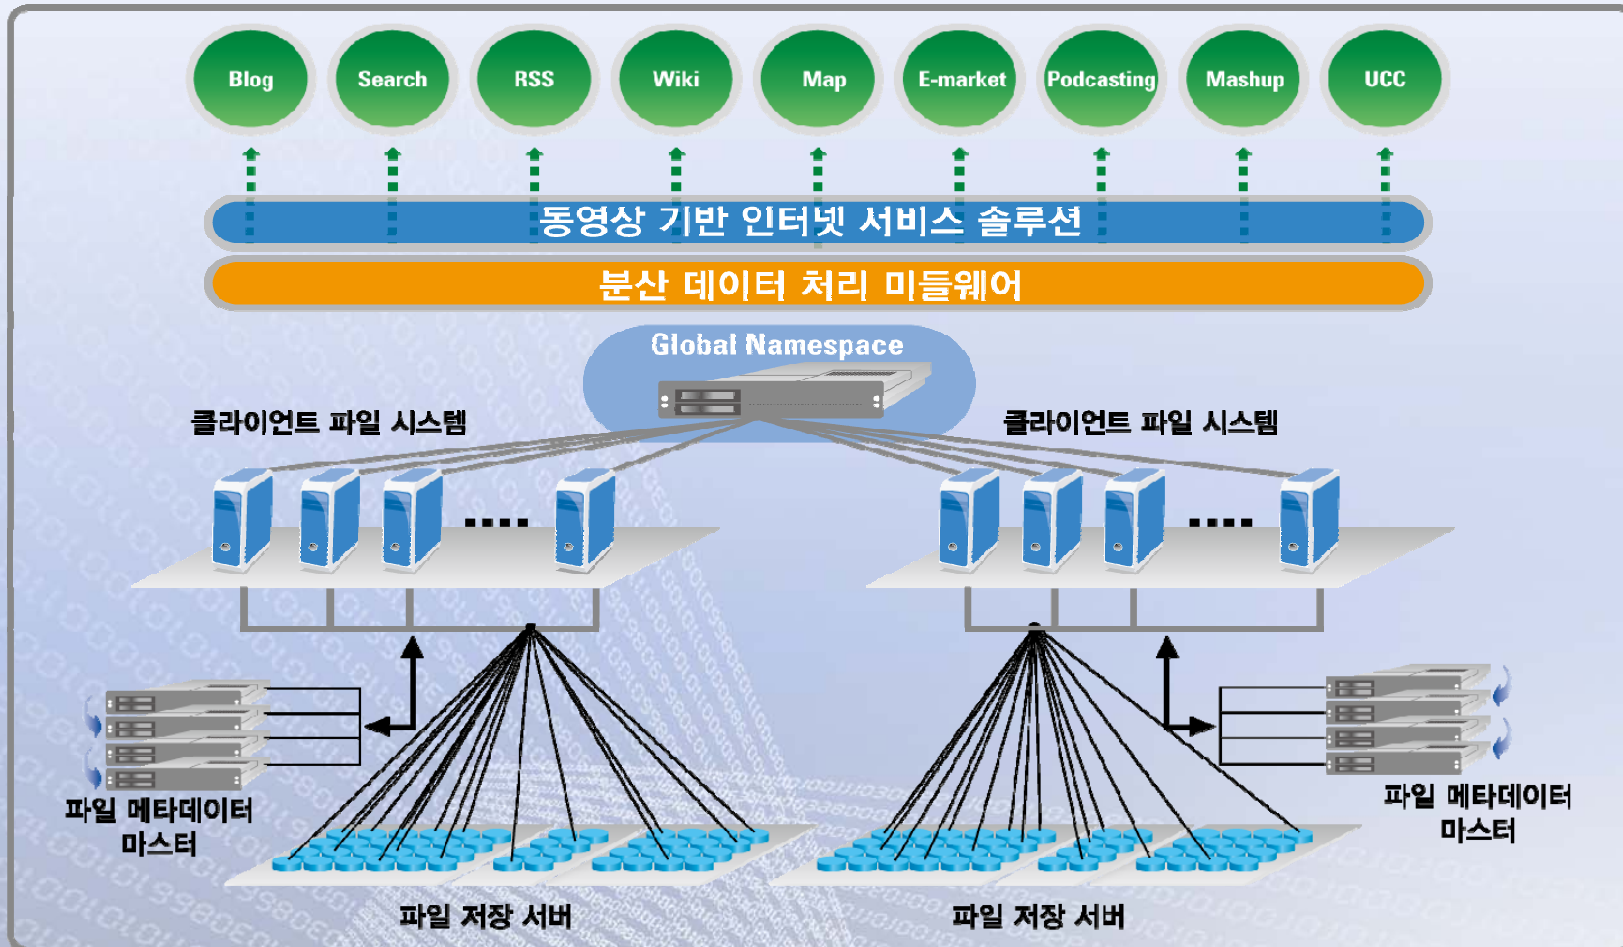 Blog Search RSS Wiki Map E-market Podcasting Mashup UCC
동영상 기반 인터넷 서비스 솔루션
분산 데이터 처리 미들웨어
Global Namespace
클라이언트 파일 시스템
클라이언트 파일 시스템
파일 메타데이터
마스터
파일 메타데이터
마스터
파일 저장 서버
파일 저장 서버